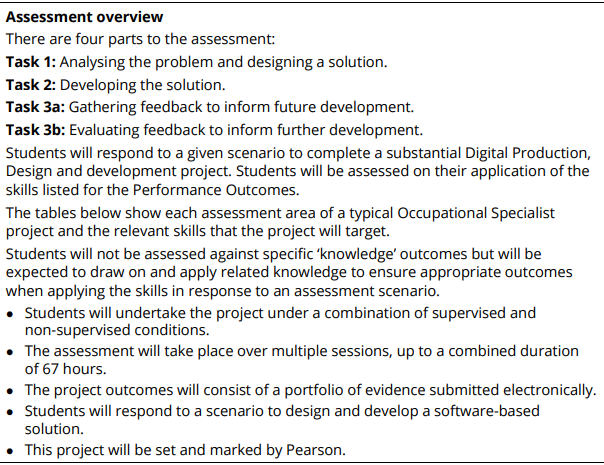 Assessment overview
There are four parts to the assessment:
Task 1: Analysing the problem and designing a solution.
Task 2: Developing the solution.
Task 3a: Gathering feedback to inform future development.
Task 3b: Evaluating feedback to inform further development.
Students will respond to a given scenario to complete a substantial Digital Production,
Design and development project. Students will be assessed on their application of the
skills listed for the Performance Outcomes.
The tables below show each assessment area of a typical Occupational Specialist
project and the relevant skills that the project will target.
Students will not be assessed against specific ‘knowledge’ outcomes but will be
expected to draw on and apply related knowledge to ensure appropriate outcomes
when applying the skills in response to an assessment scenario.
● Students will undertake the project under a combination of supervised and
non-supervised conditions.
● The assessment will take place over multiple sessions, up to a combined duration
of 67 hours.
● The project outcomes will consist of a portfolio of evidence submitted electronically.
● Students will respond to a scenario to design and develop a software-based
solution.
● This project will be set and marked by Pearson.